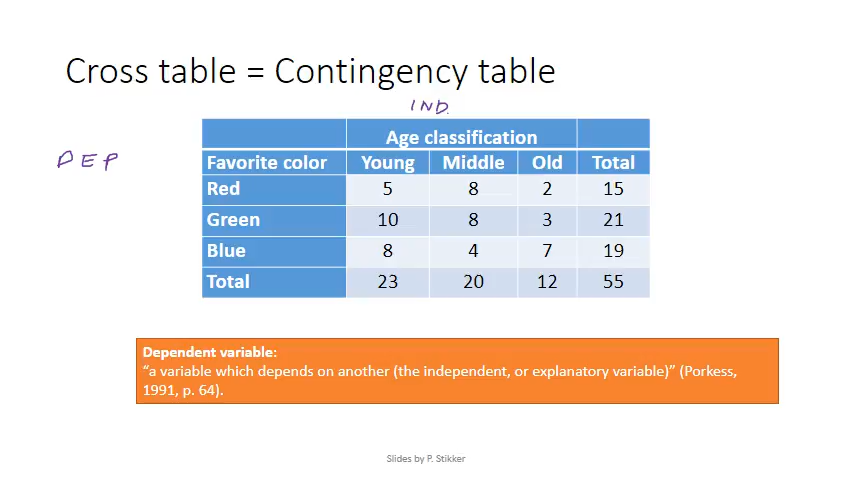 Cross table = Contingency table
IND.
DEP
Age classification
Favorite color Young Middle Old Total
Red 5 8 2 15
Green 10 8 3 21
Blue 8 4 7 19
Total 23 20 12 55
Dependent variable:
“a variable which depends on another (the independent, or explanatory variable)” (Porkess,
1991, p. 64).
Slides by P. Stikker